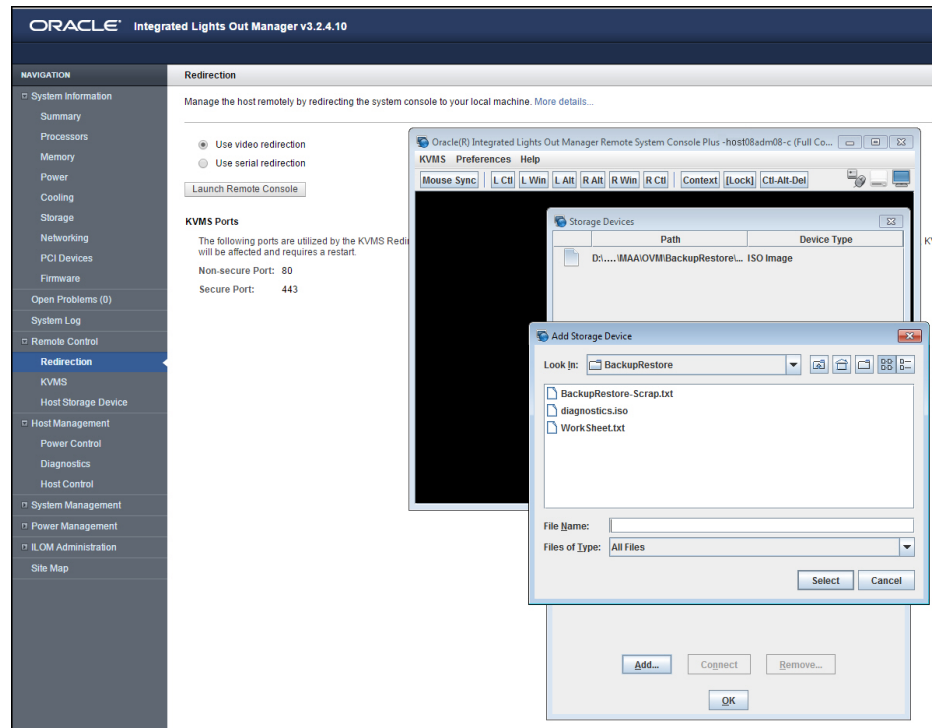 ORACLE® Integrated Lights Out Manager v3.2.4.10
NAVIGATION
System Information
Summary
Processors
Memory
Power
Cooling
Storage
Networking
PCI Devices
Firmware
Open Problems (0)
System Log
Remote Control
Redirection
KVMS
Host Storage Device
Host Management
Power Control
Diagnostics
Host Control
System Management
Power Management
ILOM Administration
Site Map
Redirection
Manage the host remotely by redirecting the system console to your local machine. More details...
Use video redirection
Use serial redirection
Launch Remote Console
KVMS Ports
The following ports are utilized by the KVMS Redi
will be affected and requires a restart.
Non-secure Port: 80
Secure Port: 443
Oracle(R) Integrated Lights Out Manager Remote System Console Plus -host08adm08-c (Full Co...
KVMS Preferences Help
Mouse Sync L Ctl L Win L Alt R Alt R Win R Ctl Context [Lock] Ctl-Alt-Del
Storage Devices
Path Device Type
D:\....\MAA\OVM\BackupRestore\... ISO Image
Add Storage Device
Look In: BackupRestore
BackupRestore-Scrap.txt
diagnostics.iso
WorkSheet.txt
File Name:
Files of Type: All Files
Select Cancel
Add... Connect Remove...
OK